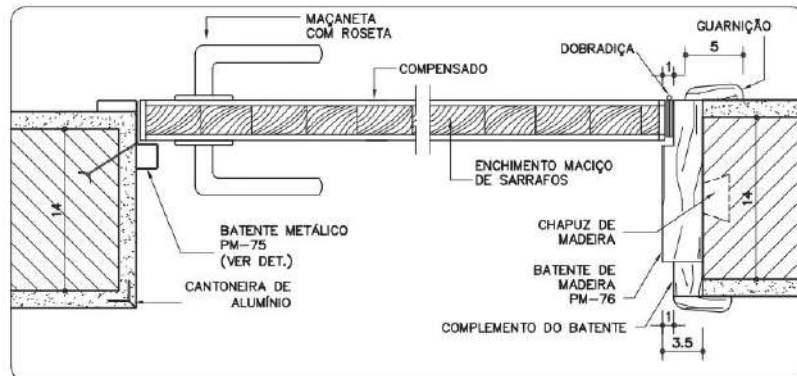 MAÇANETA
COM ROSETA
COMPENSADO
DOBRADIÇA
GUARNIÇÃO
1
5
14
BATENTE METÁLICO
PM-75
(VER DET.)
CANTONEIRA DE
ALUMÍNIO
ENCHIMENTO MACIÇO
DE SARRAFOS
CHAPUZ DE
MADEIRA
14
BATENTE DE
MADEIRA
PM-76
COMPLEMENTO DO BATENTE
1
3.5